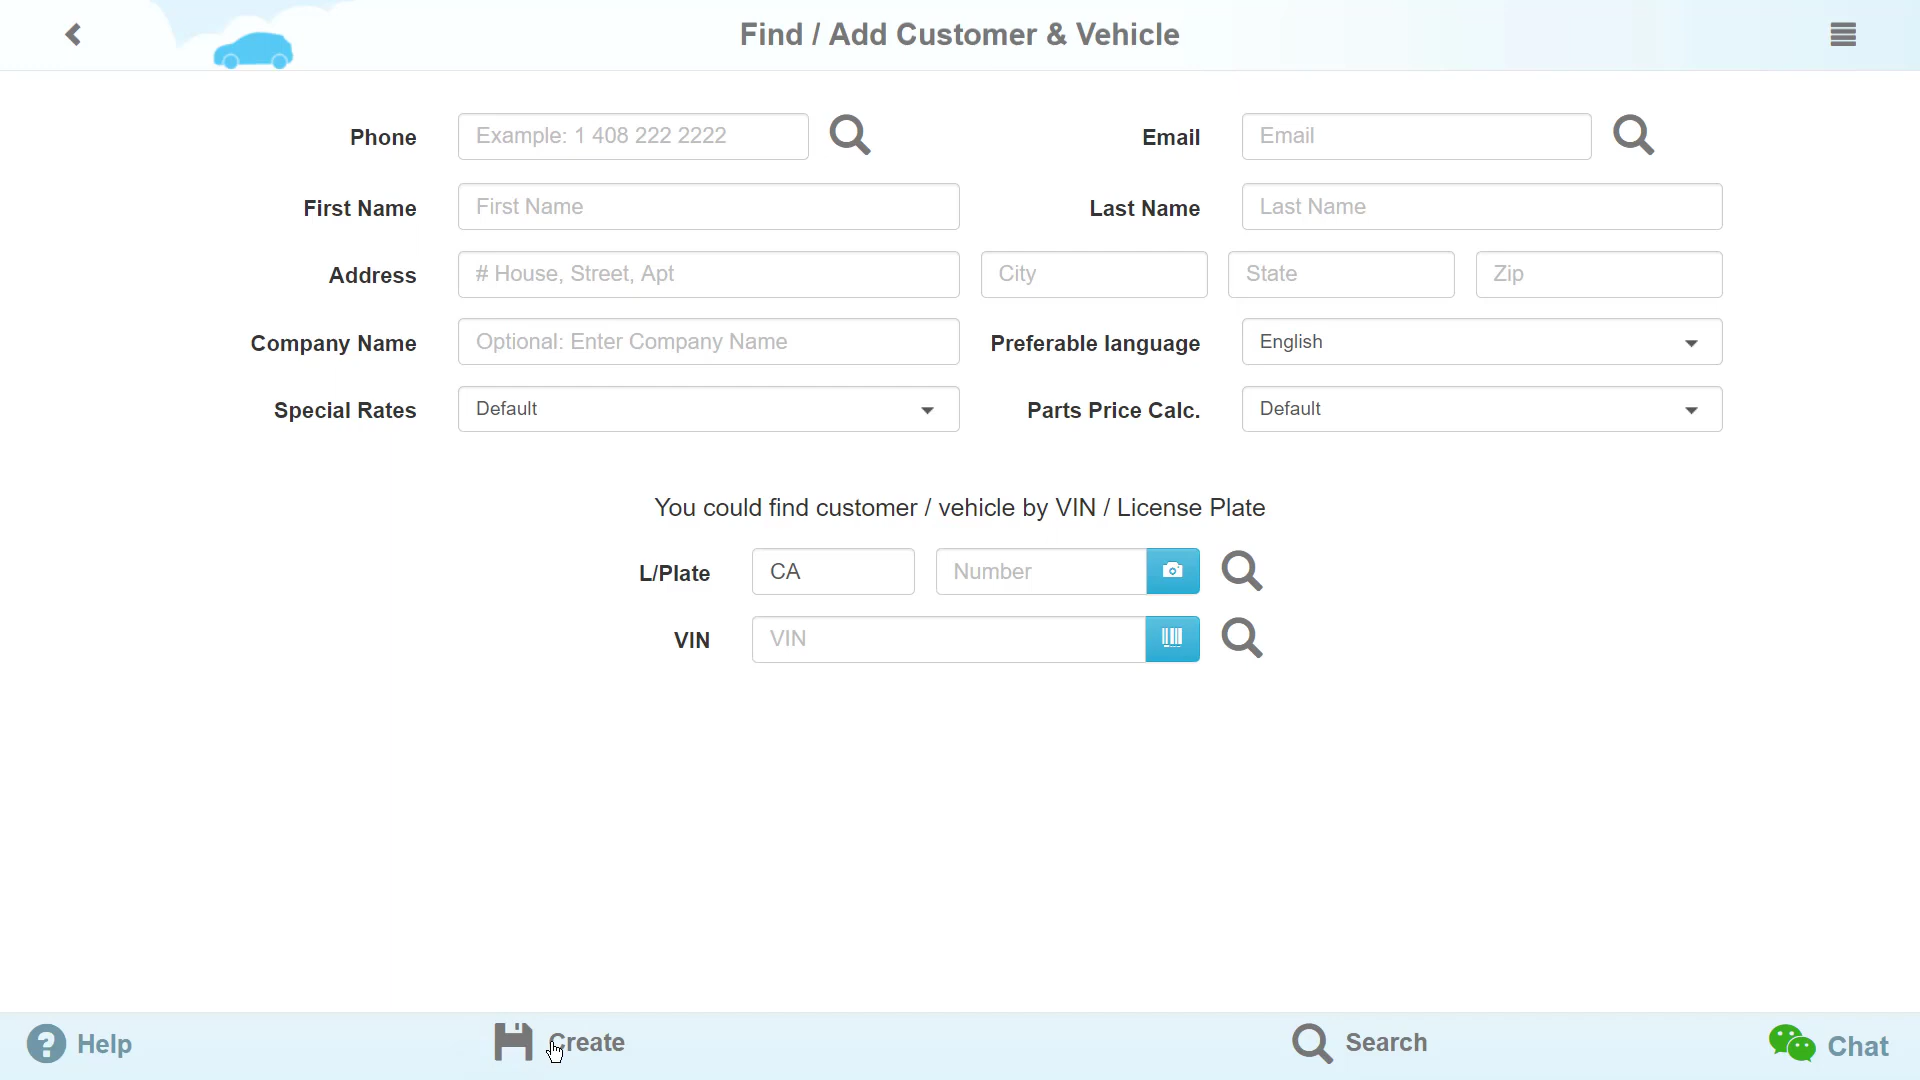 Find / Add Customer & Vehicle
Phone Example: 1 408 222 2222 Email Email
First Name First Name Last Name Last Name
Address # House, Street, Apt City State Zip
Company Name Optional: Enter Company Name Preferable language English
Special Rates Default Parts Price Calc. Default
You could find customer / vehicle by VIN / License Plate
L/Plate CA Number
VIN VIN
Help Create Search Chat